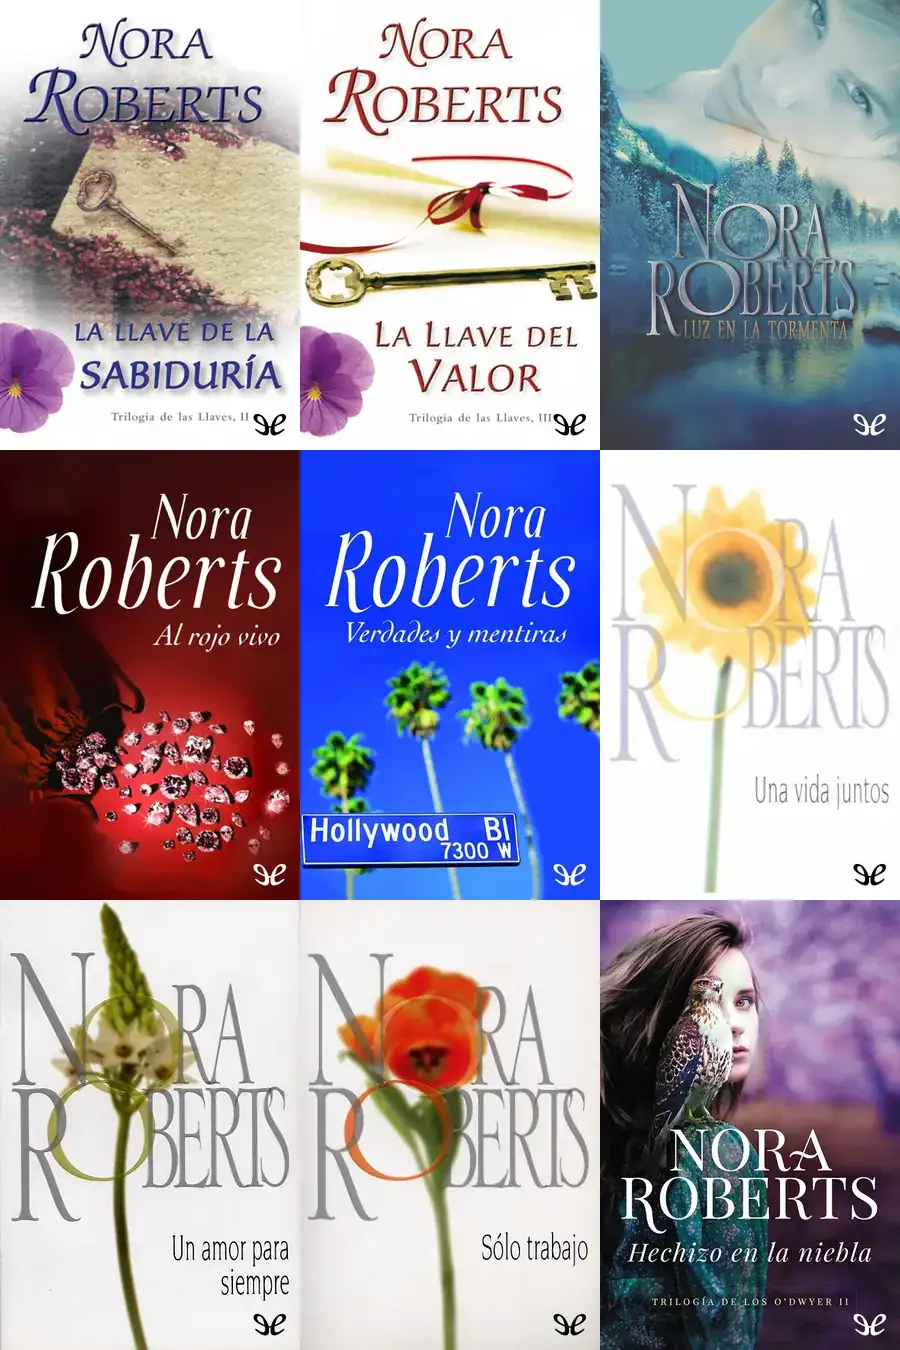 NORA
ROBERTS
LA LLAVE DE LA
SABIDURÍA
Trilogía de las Llaves, II
NORA
ROBERTS
LA LLAVE DEL
VALOR
Trilogía de las Llaves, III
NORA
ROBERTS
LUZ EN LA TORMENTA
Nora
Roberts
Al rojo vivo
Nora
Roberts
Verdades y mentiras
Hollywood Bl
7300 W
NORA
ROBERTS
Una vida juntos
NORA
ROBERTS
Un amor para
siempre
NORA
ROBERTS
Sólo trabajo
NORA
ROBERTS
Hechizo en la niebla
TRILOGÍA DE LOS O'DWYER II